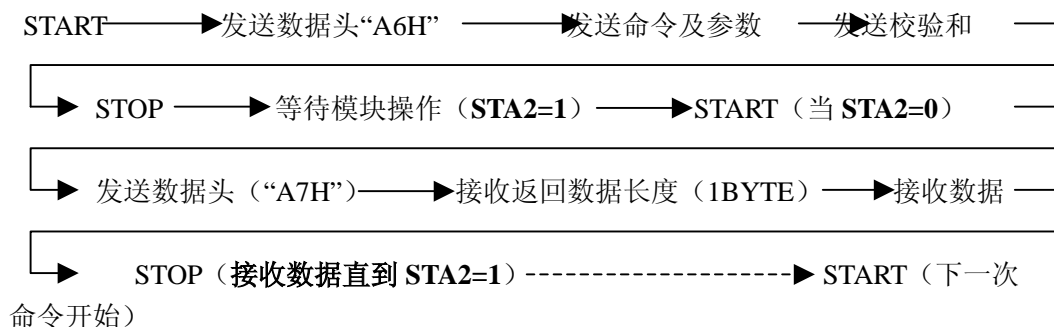 START 发送数据头“A6H” 发送命令及参数 发送校验和
STOP 等待模块操作（STA2=1） START（当 STA2=0）
发送数据头（“A7H”） 接收返回数据长度（1BYTE） 接收数据
STOP（接收数据直到 STA2=1） START（下一次
命令开始）